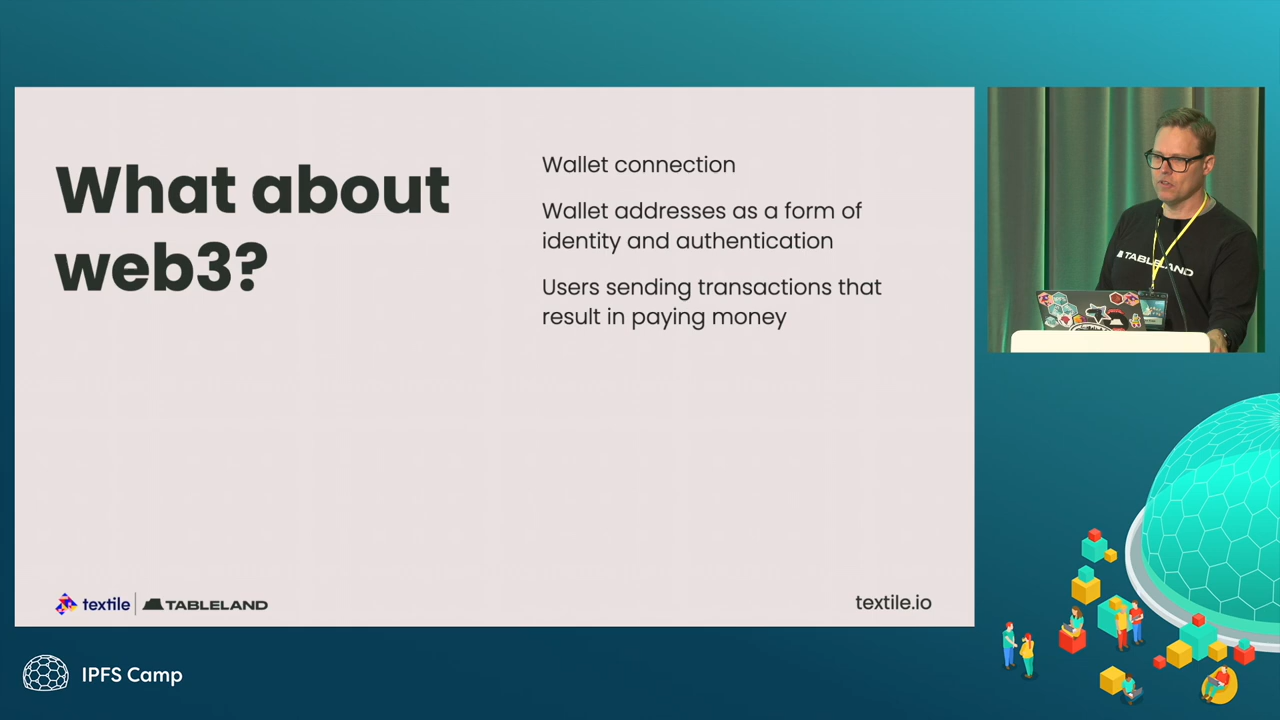 What about
web3?
Wallet connection
Wallet addresses as a form of
identity and authentication
Users sending transactions that
result in paying money
textile
TABLELAND
textile.io
TABLELAND
IPFS Camp